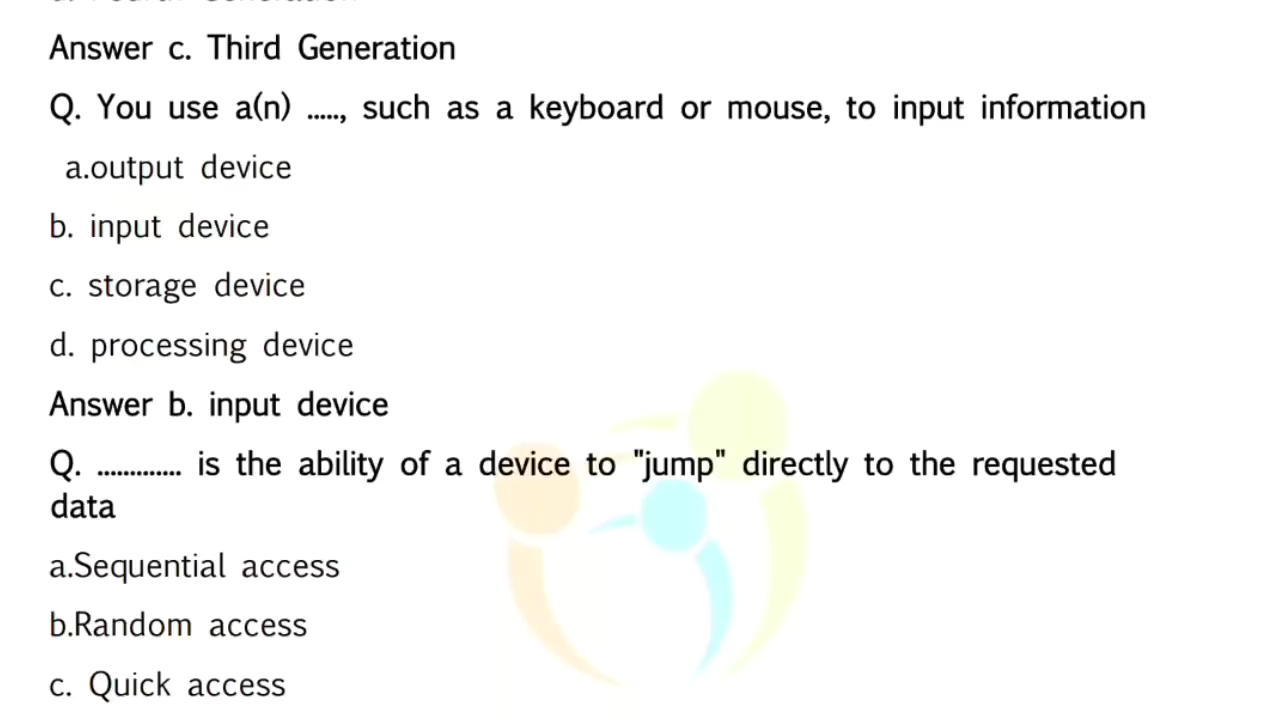 Answer c. Third Generation
Q. You use a(n) ....., such as a keyboard or mouse, to input information
a.output device
b. input device
c. storage device
d. processing device
Answer b. input device
Q. ............. is the ability of a device to "jump" directly to the requested
data
a.Sequential access
b.Random access
c. Quick access